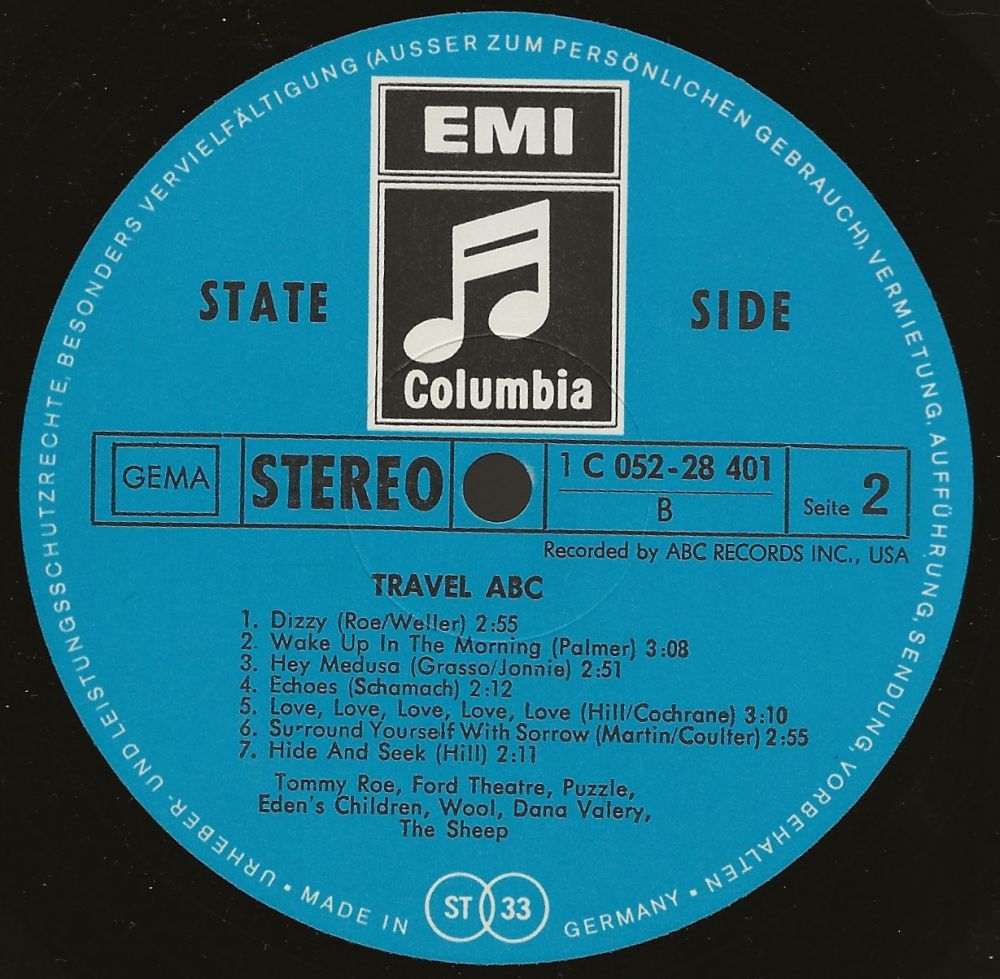 URHEBER- UND LEISTUNGSSCHUTZRECHTE, BESONDERS VERVIELFÄLTIGUNG (AUSSER ZUM PERSÖNLICHEN GEBRAUCH), VERMIETUNG, AUFFÜHRUNG, SENDUNG, VORBEHALTEN
EMI
STATE SIDE
Columbia
GEMA STEREO 1 C 052-28 401
B
Seite 2
Recorded by ABC RECORDS INC., USA
TRAVEL ABC
1. Dizzy (Roe/Weller) 2:55
2. Wake Up In The Morning (Palmer) 3:08
3. Hey Medusa (Grasso/Jonnie) 2:51
4. Echoes (Schamach) 2:12
5. Love, Love, Love, Love, Love (Hill/Cochrane) 3:10
6. Surround Yourself With Sorrow (Martin/Coulter) 2:55
7. Hide And Seek (Hill) 2:11
Tommy Roe, Ford Theatre, Puzzle,
Eden's Children, Wool, Dana Valery,
The Sheep
MADE IN ST 33 GERMANY